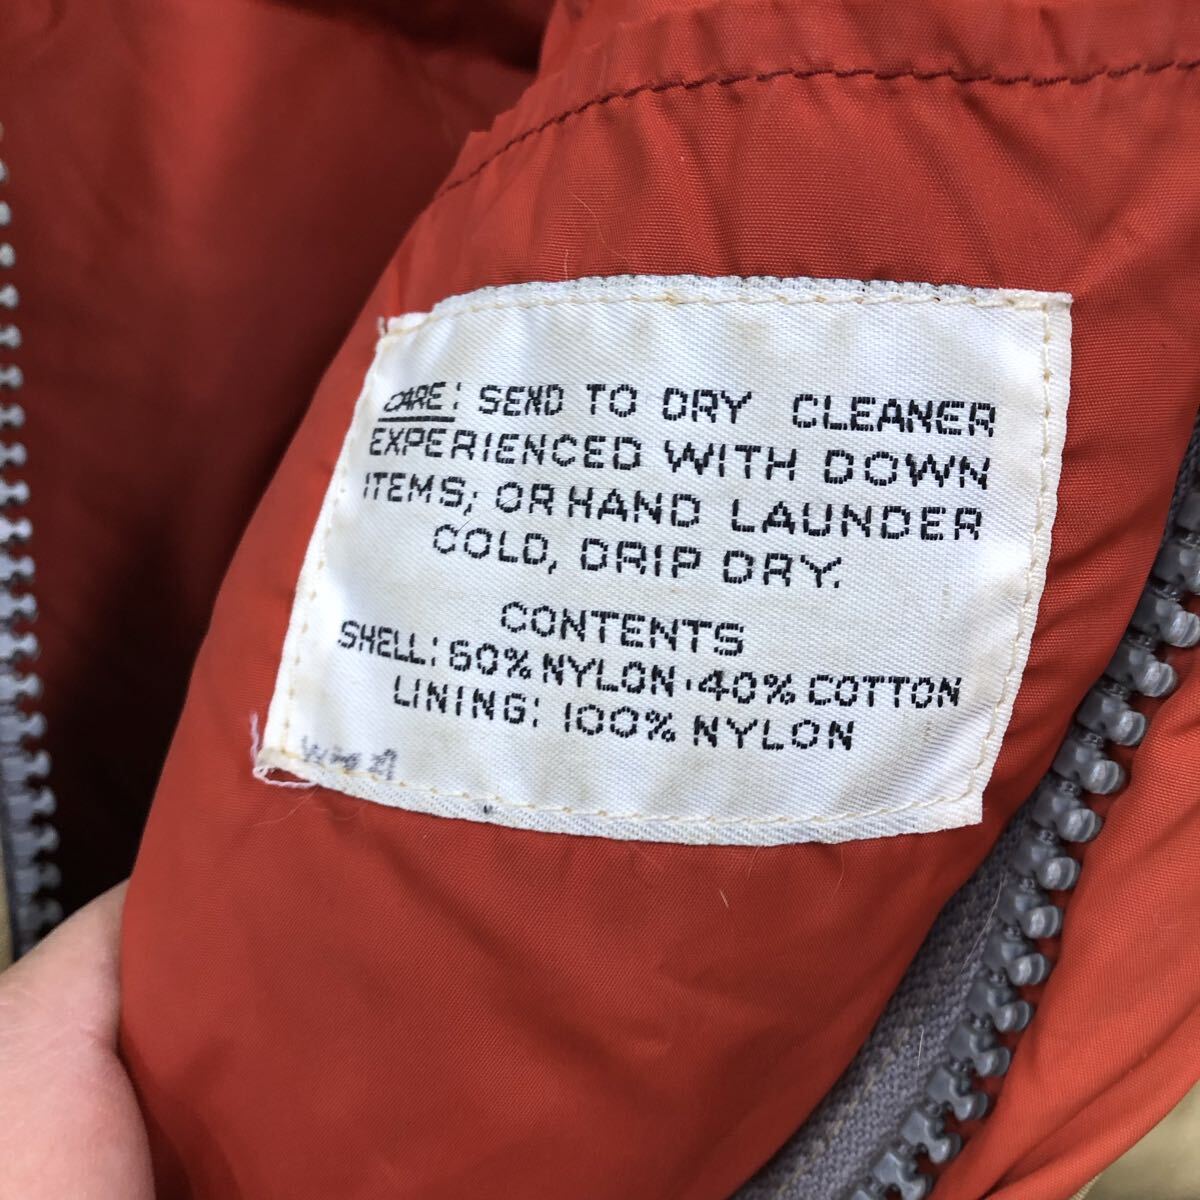 CARE: SEND TO DRY CLEANER
EXPERIENCED WITH DOWN
ITEMS; OR HAND LAUNDER
COLD, DRIP DRY.
CONTENTS
SHELL: 60% NYLON · 40% COTTON
LINING: 100% NYLON